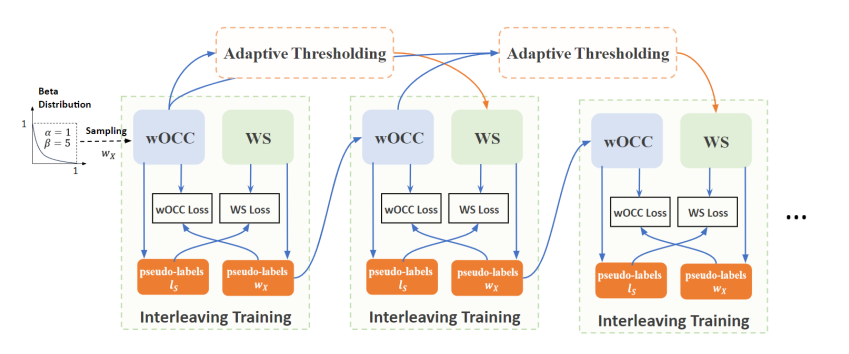 Adaptive Thresholding
Adaptive Thresholding
Beta
Distribution
1
α = 1
β = 5
1
Sampling
w_X
wOCC
WS
wOCC Loss
WS Loss
pseudo-labels
l_S
pseudo-labels
w_X
Interleaving Training
wOCC
WS
wOCC Loss
WS Loss
pseudo-labels
l_S
pseudo-labels
w_X
Interleaving Training
wOCC
WS
wOCC Loss
WS Loss
pseudo-labels
l_S
pseudo-labels
w_X
Interleaving Training
...